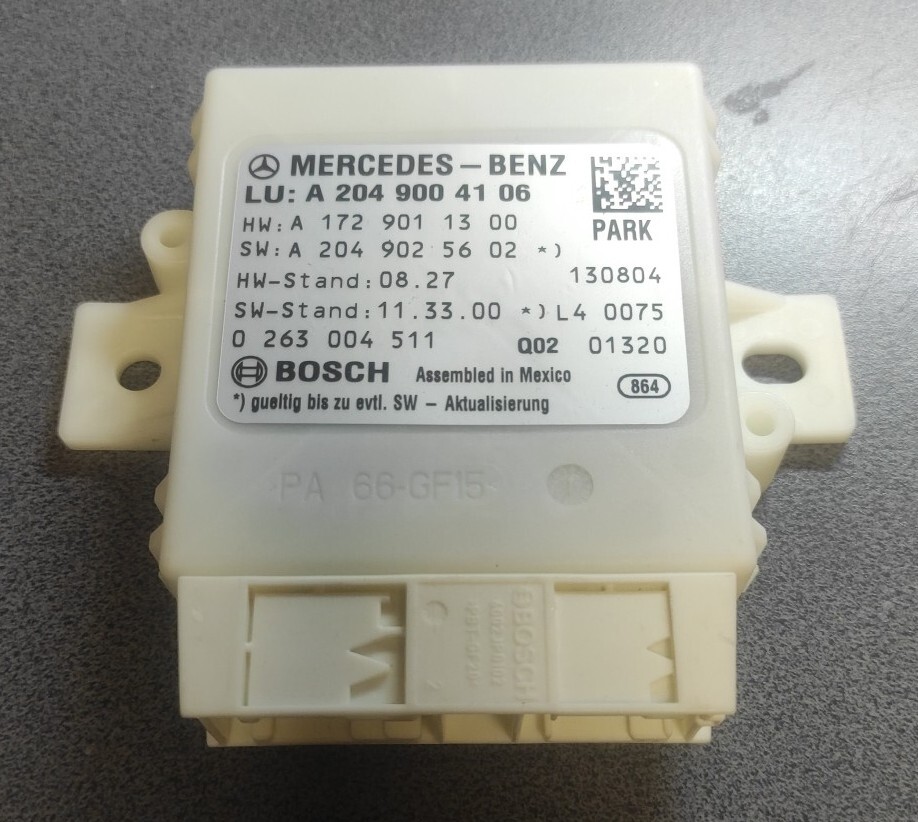 MERCEDES – BENZ
LU: A 204 900 41 06
HW: A 172 901 13 00
PARK
SW: A 204 902 56 02 *)
HW-Stand: 08.27 130804
SW-Stand: 11.33.00 *) L4 0075
0 263 004 511 Q02 01320
BOSCH Assembled in Mexico 864
*) gueltig bis zu evtl. SW – Aktualisierung
PA 66-GF15
BOSCH